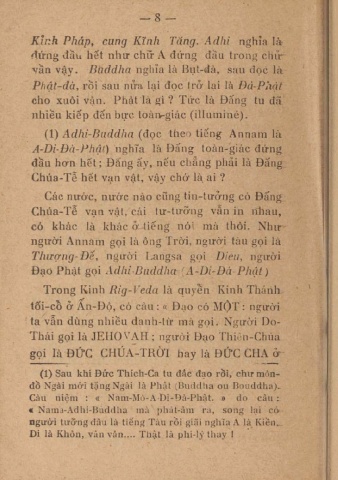 — 8 —
Kỉnh Pháp, cung Kỉnh Tăng. Adhi nghĩa là
đứng đầu hết như chữ A đứng đầu trong chữ
vần vậy. Buddha nghĩa là Bụt-đà, sau đọc là
Phật-đà, rồi sau nửa lại đọc trở lại là Đà-Phật
cho xuôi vần. Phật là gì ? Tức là Đấng tu đã
nhiều kiếp đến bực toàn-giác (illuminé).
(1) Adhi-Buddha (đọc theo tiếng Annam là
A-Di-Đà-Phật) nghĩa là Đấng toàn-giác đứng
đầu hơn hết ; Đấng ấy, nếu chẳng phải là Đấng
Chúa-Tể hết vạn vật, vậy chớ là ai ?
Các nước, nước nào cũng tin-tưởng có Đấng
Chúa-Tể vạn vật, cái tư-tưởng vẫn in nhau,
có khác là khác ở tiếng nói mà thôi. Như
người Annam gọi là ông Trời, người tàu gọi là
Thượng-Đế, người Langsa gọi Dieu, người
Đạo Phật gọi Adhi-Buddha (A-Di-Đà-Phật)
Trong Kinh Rig-Veda là quyển Kinh Thánh
tối-cổ ở Ấn-Độ, có câu : « Đạo có MỘT : người
ta vẫn dùng nhiều danh-từ mà gọi. Người Do-
Thái gọi là JEHOVAH ; người Đạo Thiên-Chúa
gọi là ĐỨC CHÚA-TRỜI hay là ĐỨC CHA ở
(1) Sau khi Đức Thích-Ca tu đắc đạo rồi, chư môn-
đồ Ngài mới tặng Ngài là Phật (Buddha ou Bouddha).
Câu niệm : « Nam-Mô-A-Di-Đà-Phật. » do câu :
« Nama-Adhi-Buddha mà phát-âm ra, song lại có
người tưởng đâu là tiếng Tàu rồi giải nghĩa A là Kiền,
Di là Khôn, vân vân.... Thật là phi-lý thay !